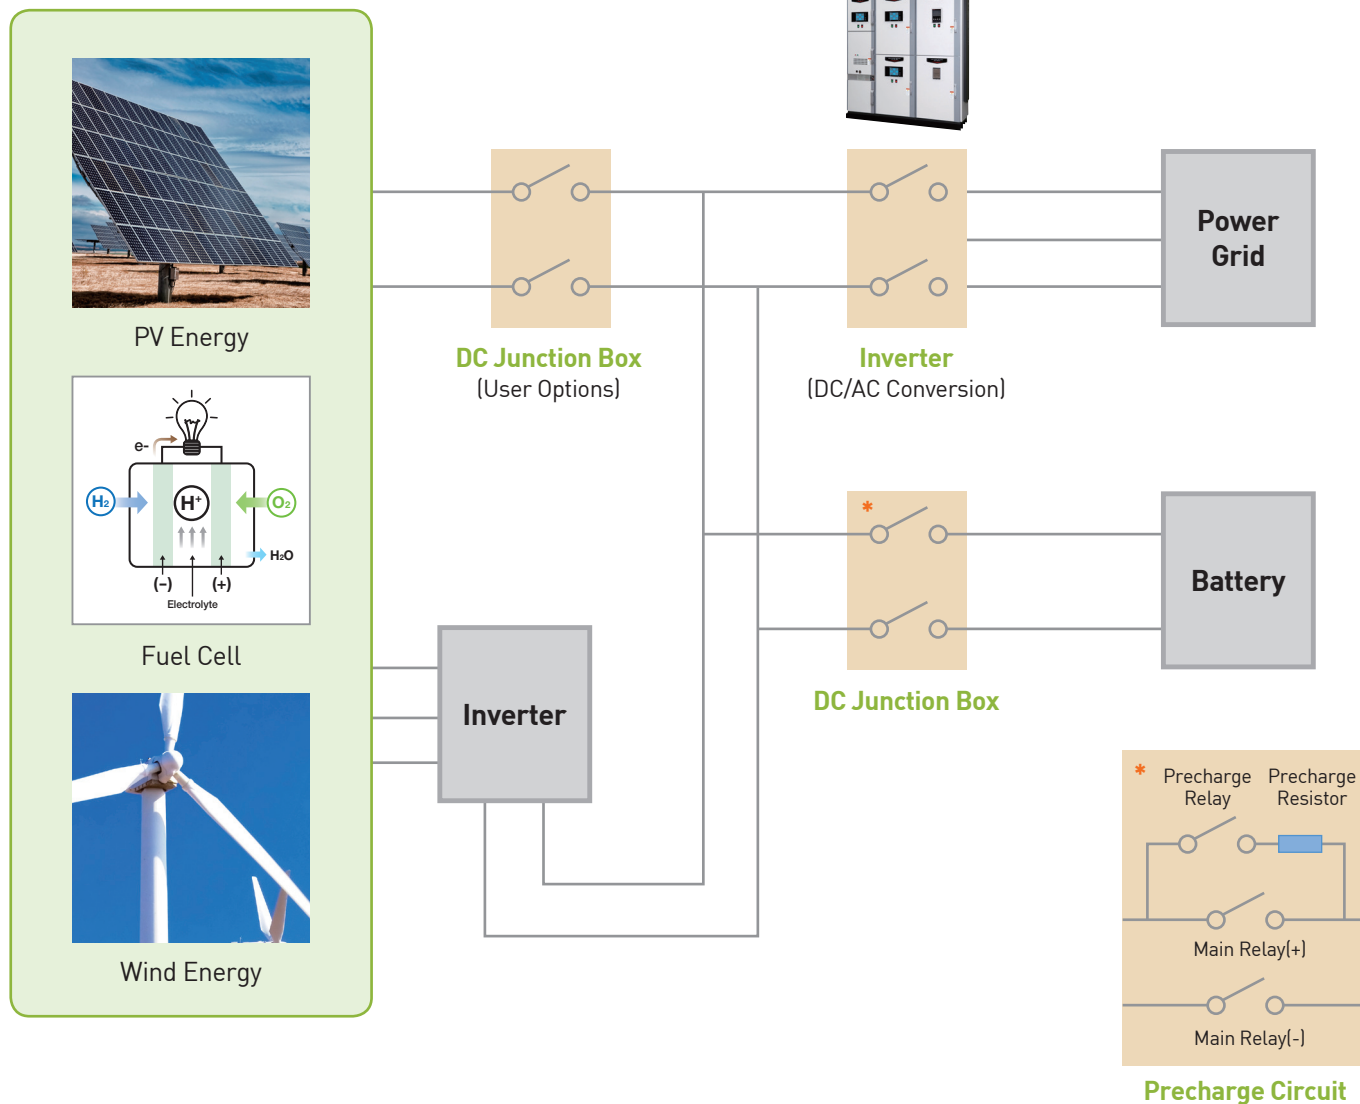 PV Energy
e-
H2
H+
O2
H2O
(-)
(+)
Electrolyte
Fuel Cell
Wind Energy
DC Junction Box
(User Options)
Inverter
(DC/AC Conversion)
Power
Grid
*
Battery
DC Junction Box
Inverter
* Precharge Relay
Precharge Resistor
Main Relay(+)
Main Relay(-)
Precharge Circuit